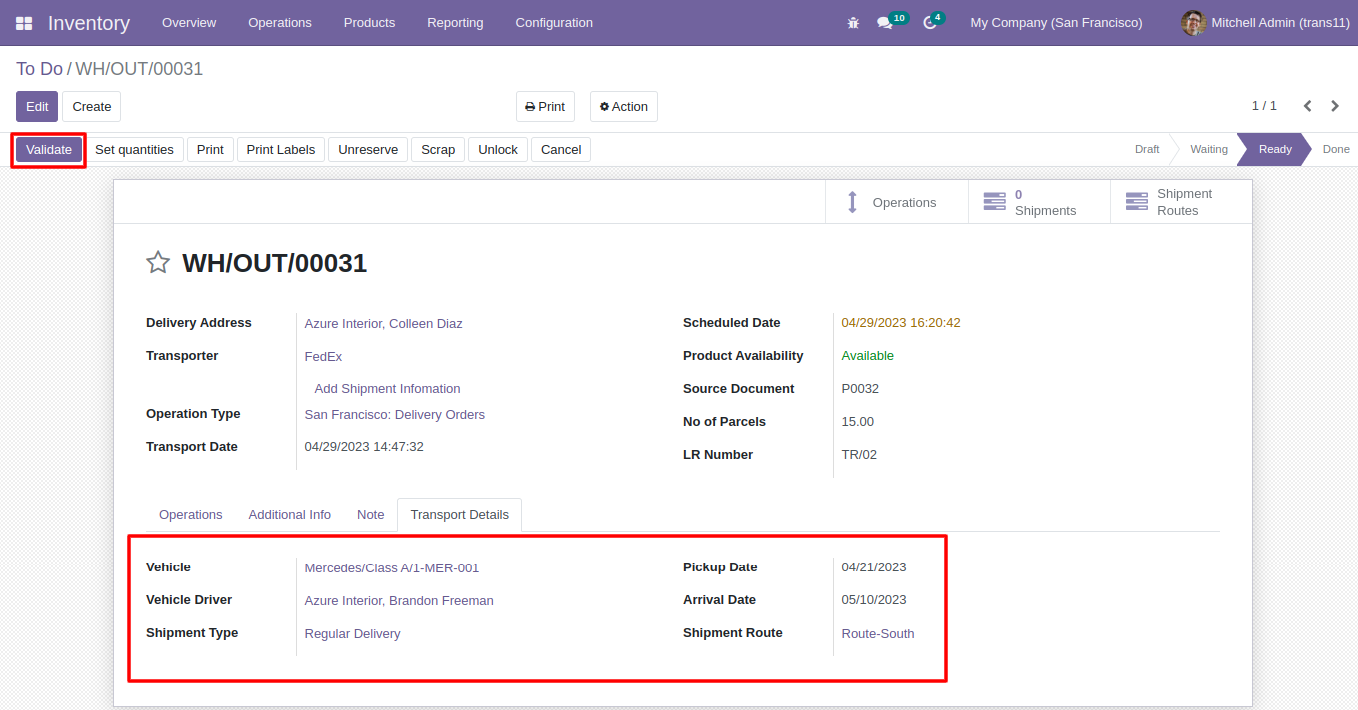 Inventory Overview Operations Products Reporting Configuration 10 4 My Company (San Francisco) Mitchell Admin (trans11)
To Do / WH/OUT/00031
Edit Create Print Action 1 / 1
Validate Set quantities Print Print Labels Unreserve Scrap Unlock Cancel Draft Waiting Ready Done
Operations
0
Shipments
Shipment
Routes
WH/OUT/00031
Delivery Address Azure Interior, Colleen Diaz
Transporter FedEx
Add Shipment Infomation
Operation Type San Francisco: Delivery Orders
Transport Date 04/29/2023 14:47:32
Scheduled Date 04/29/2023 16:20:42
Product Availability Available
Source Document P0032
No of Parcels 15.00
LR Number TR/02
Operations Additional Info Note Transport Details
Vehicle Mercedes/Class A/1-MER-001
Vehicle Driver Azure Interior, Brandon Freeman
Shipment Type Regular Delivery
Pickup Date 04/21/2023
Arrival Date 05/10/2023
Shipment Route Route-South